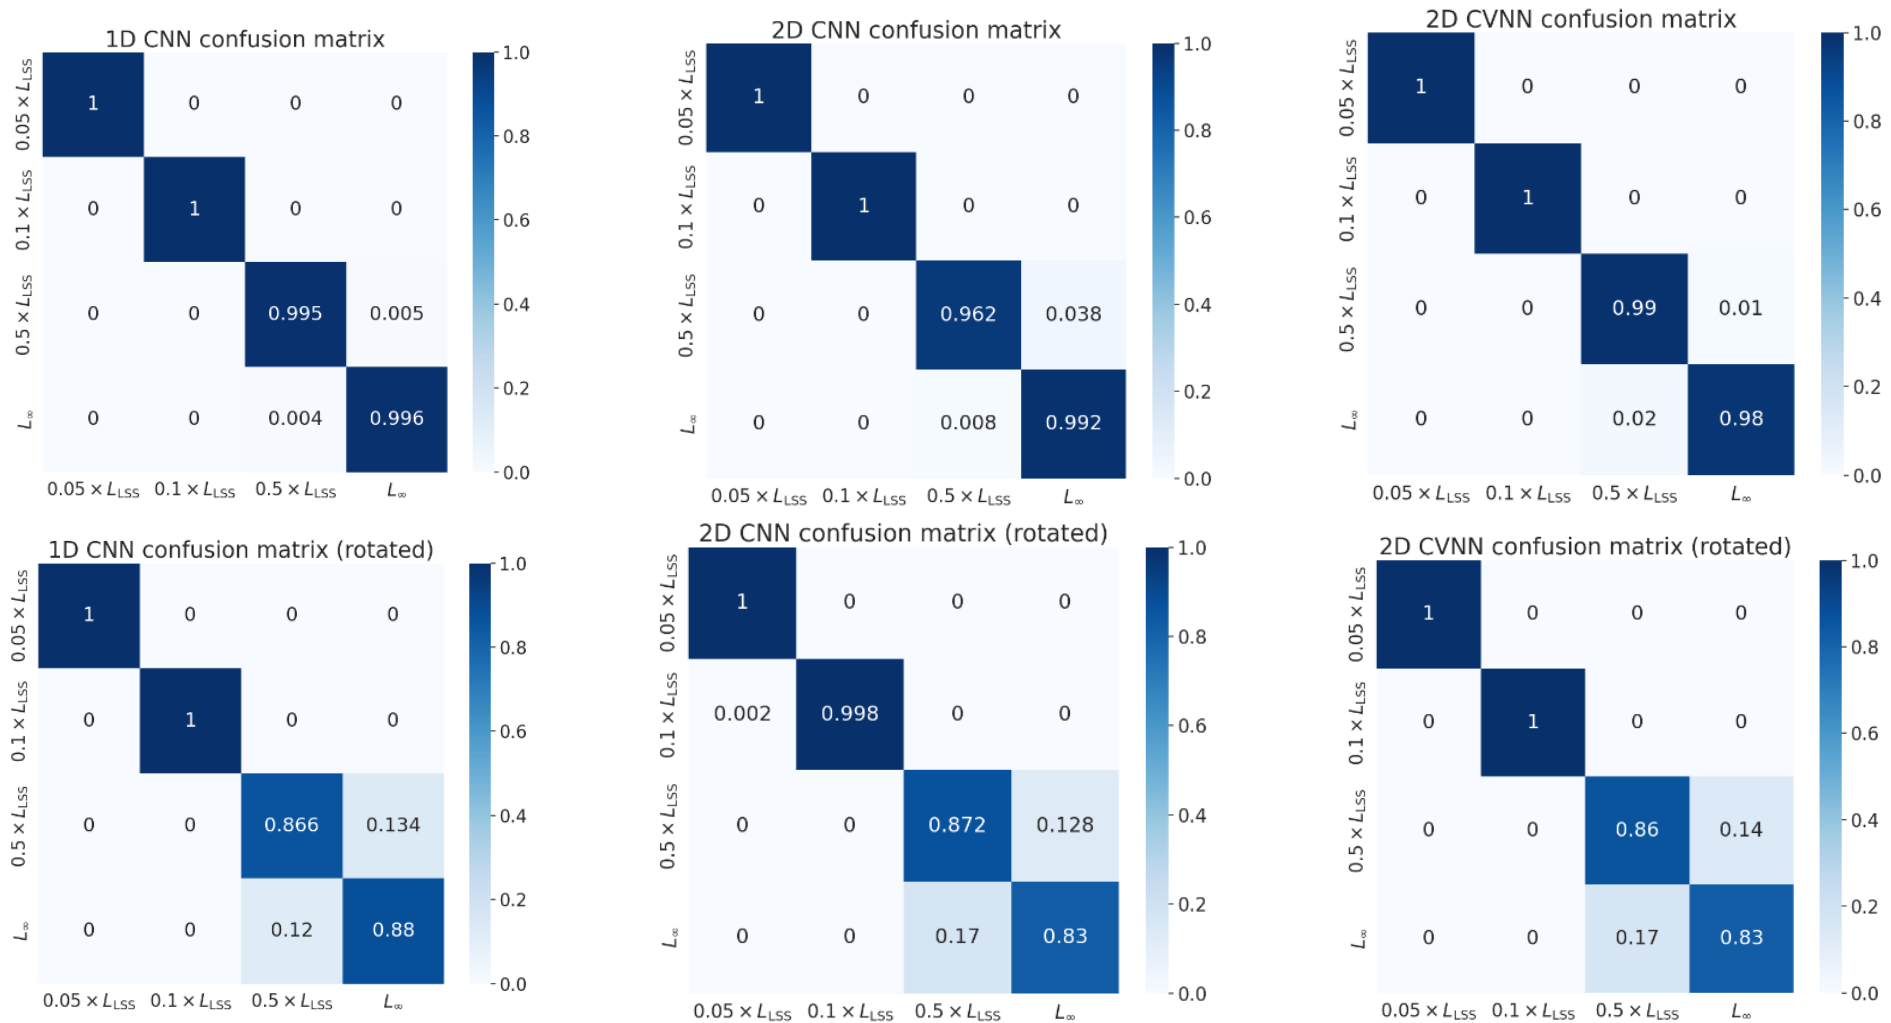 1D CNN confusion matrix
0.05 × L_LSS 1 0 0 0
0.1 × L_LSS 0 1 0 0
0.5 × L_LSS 0 0 0.995 0.005
L_∞ 0 0 0.004 0.996
0.05 × L_LSS 0.1 × L_LSS 0.5 × L_LSS L_∞
1.0
0.8
0.6
0.4
0.2
0.0
2D CNN confusion matrix
0.05 × L_LSS 1 0 0 0
0.1 × L_LSS 0 1 0 0
0.5 × L_LSS 0 0 0.962 0.038
L_∞ 0 0 0.008 0.992
0.05 × L_LSS 0.1 × L_LSS 0.5 × L_LSS L_∞
1.0
0.8
0.6
0.4
0.2
0.0
2D CVNN confusion matrix
0.05 × L_LSS 1 0 0 0
0.1 × L_LSS 0 1 0 0
0.5 × L_LSS 0 0 0.99 0.01
L_∞ 0 0 0.02 0.98
0.05 × L_LSS 0.1 × L_LSS 0.5 × L_LSS L_∞
1.0
0.8
0.6
0.4
0.2
0.0
1D CNN confusion matrix (rotated)
0.05 × L_LSS 1 0 0 0
0.1 × L_LSS 0 1 0 0
0.5 × L_LSS 0 0 0.866 0.134
L_∞ 0 0 0.12 0.88
0.05 × L_LSS 0.1 × L_LSS 0.5 × L_LSS L_∞
1.0
0.8
0.6
0.4
0.2
0.0
2D CNN confusion matrix (rotated)
0.05 × L_LSS 1 0 0 0
0.1 × L_LSS 0.002 0.998 0 0
0.5 × L_LSS 0 0 0.872 0.128
L_∞ 0 0 0.17 0.83
0.05 × L_LSS 0.1 × L_LSS 0.5 × L_LSS L_∞
1.0
0.8
0.6
0.4
0.2
0.0
2D CVNN confusion matrix (rotated)
0.05 × L_LSS 1 0 0 0
0.1 × L_LSS 0 1 0 0
0.5 × L_LSS 0 0 0.86 0.14
L_∞ 0 0 0.17 0.83
0.05 × L_LSS 0.1 × L_LSS 0.5 × L_LSS L_∞
1.0
0.8
0.6
0.4
0.2
0.0